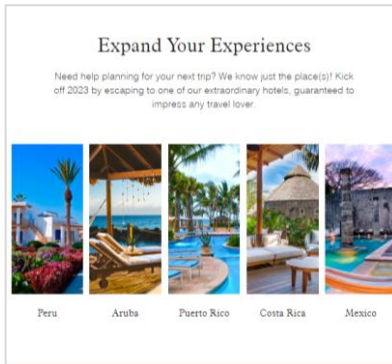 Expand Your Experiences
Need help planning for your next trip? We know just the place(s)! Kick
off 2023 by escaping to one of our extraordinary hotels, guaranteed to
impress any travel lover.
Peru
Aruba
Puerto Rico
Costa Rica
Mexico